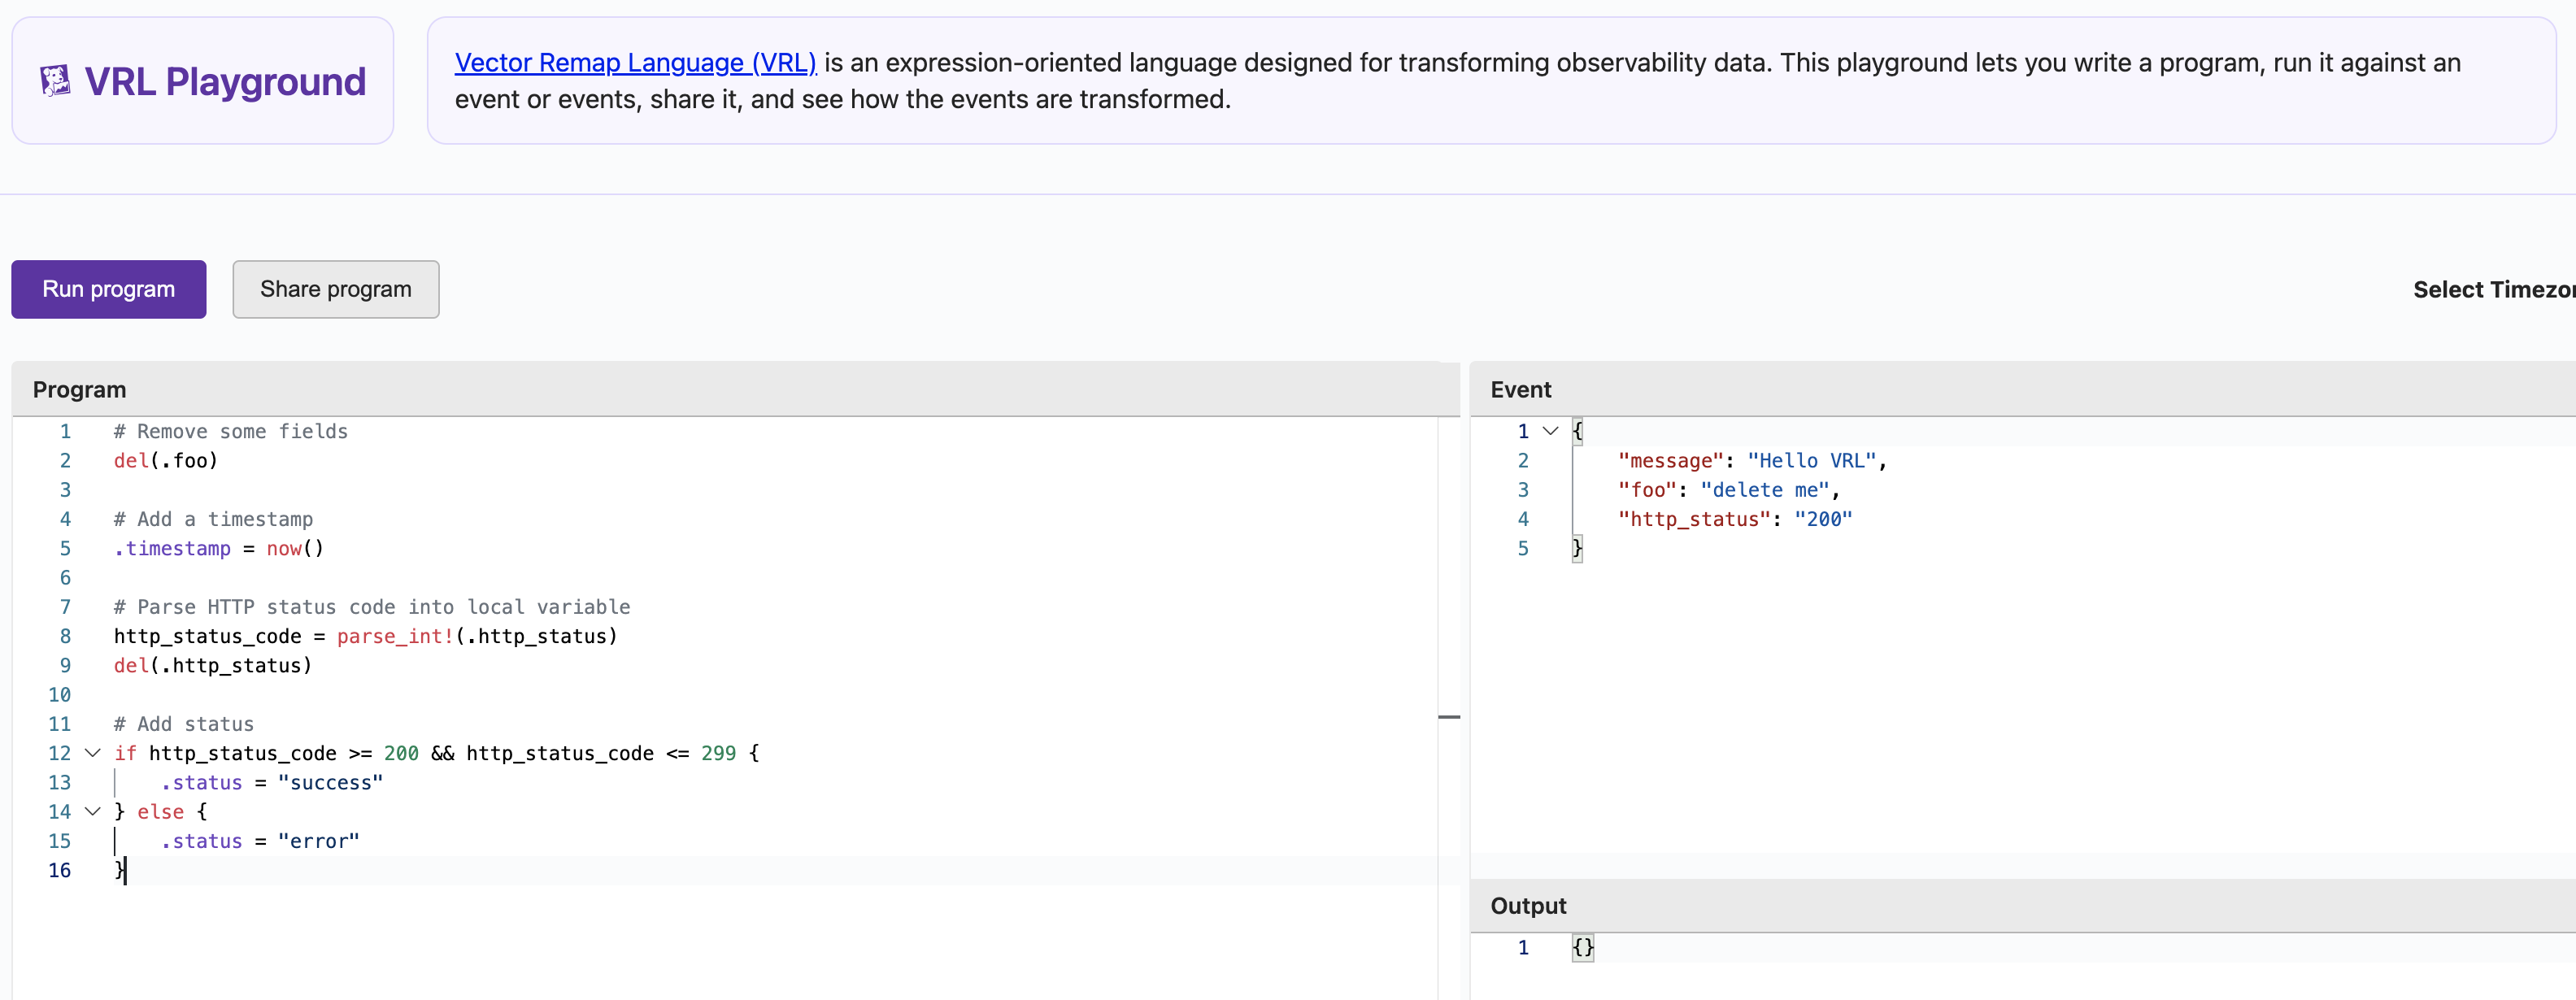 VRL Playground
Vector Remap Language (VRL) is an expression-oriented language designed for transforming observability data. This playground lets you write a program, run it against an
event or events, share it, and see how the events are transformed.
Run program
Share program
Select
Program
1 # Remove some fields
2 del(.foo)
3
4 # Add a timestamp
5 .timestamp = now()
6
7 # Parse HTTP status code into local variable
8 http_status_code = parse_int!(.http_status)
9 del(.http_status)
10
11 # Add status
12 if http_status_code >= 200 && http_status_code <= 299 {
13     .status = "success"
14 } else {
15     .status = "error"
16 }
Event
1 {
2     "message": "Hello VRL",
3     "foo": "delete me",
4     "http_status": "200"
5 }
Output
1 {}